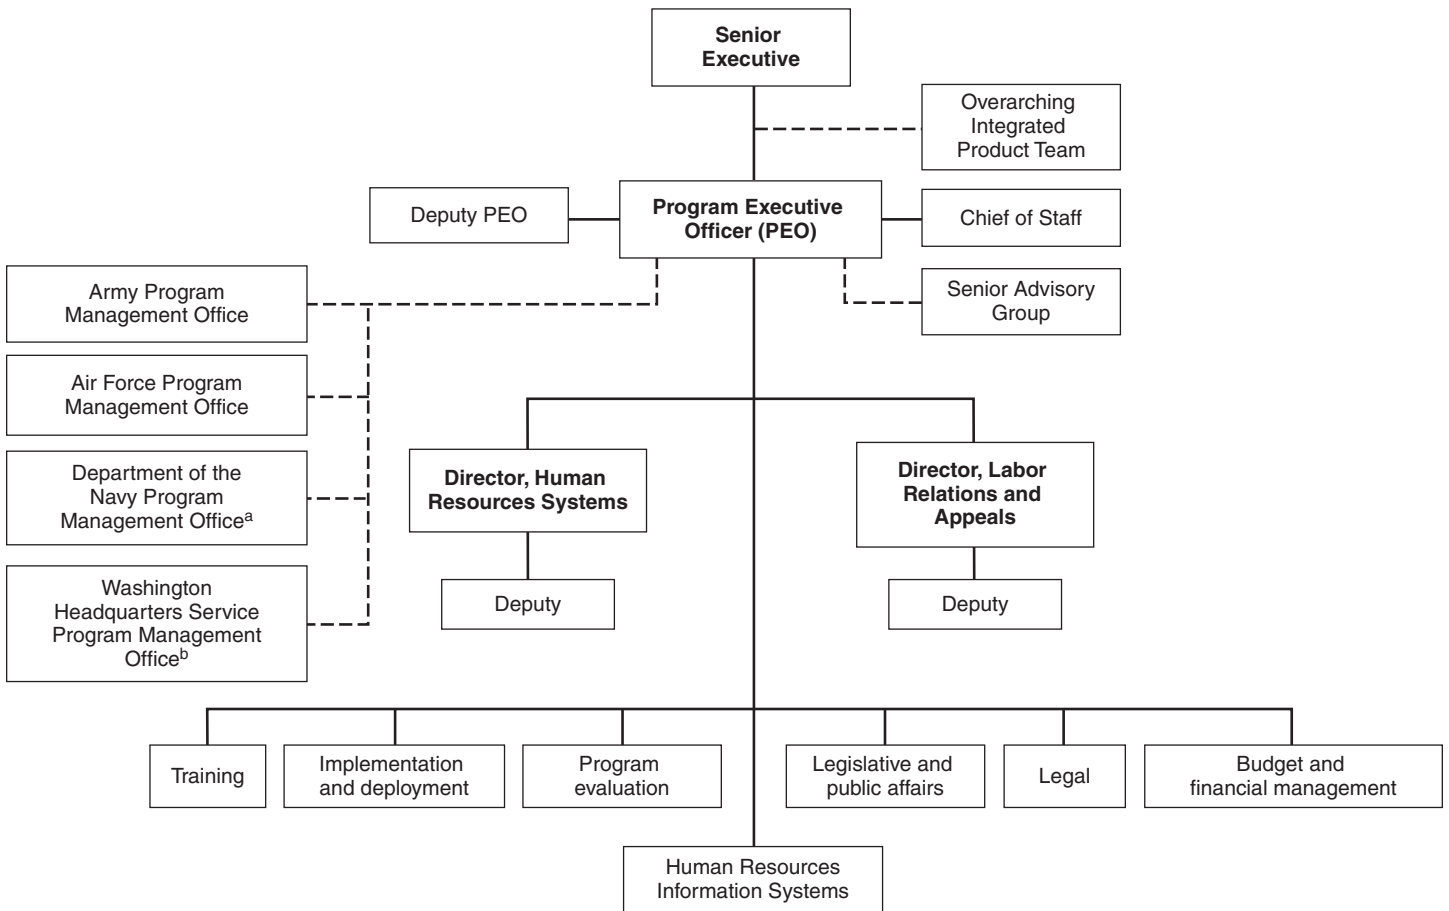 Senior
Executive
Overarching
Integrated
Product Team
Deputy PEO
Program Executive
Officer (PEO)
Chief of Staff
Army Program
Management Office
Senior Advisory
Group
Air Force Program
Management Office
Department of the
Navy Program
Management Officeᵃ
Director, Human
Resources Systems
Director, Labor
Relations and
Appeals
Washington
Headquarters Service
Program Management
Officeᵇ
Deputy
Deputy
Training
Implementation
and deployment
Program
evaluation
Legislative and
public affairs
Legal
Budget and
financial management
Human Resources
Information Systems